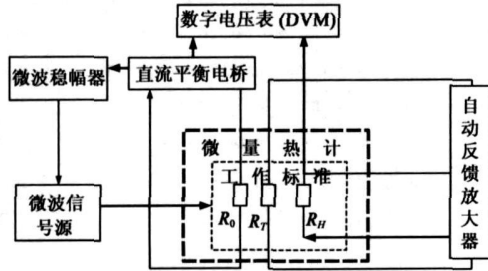 数字电压表 (DVM)
微波稳幅器
直流平衡电桥
自动反馈放大器
微量热计
工作标准
微波信
号源
R₀
R_T
R_H